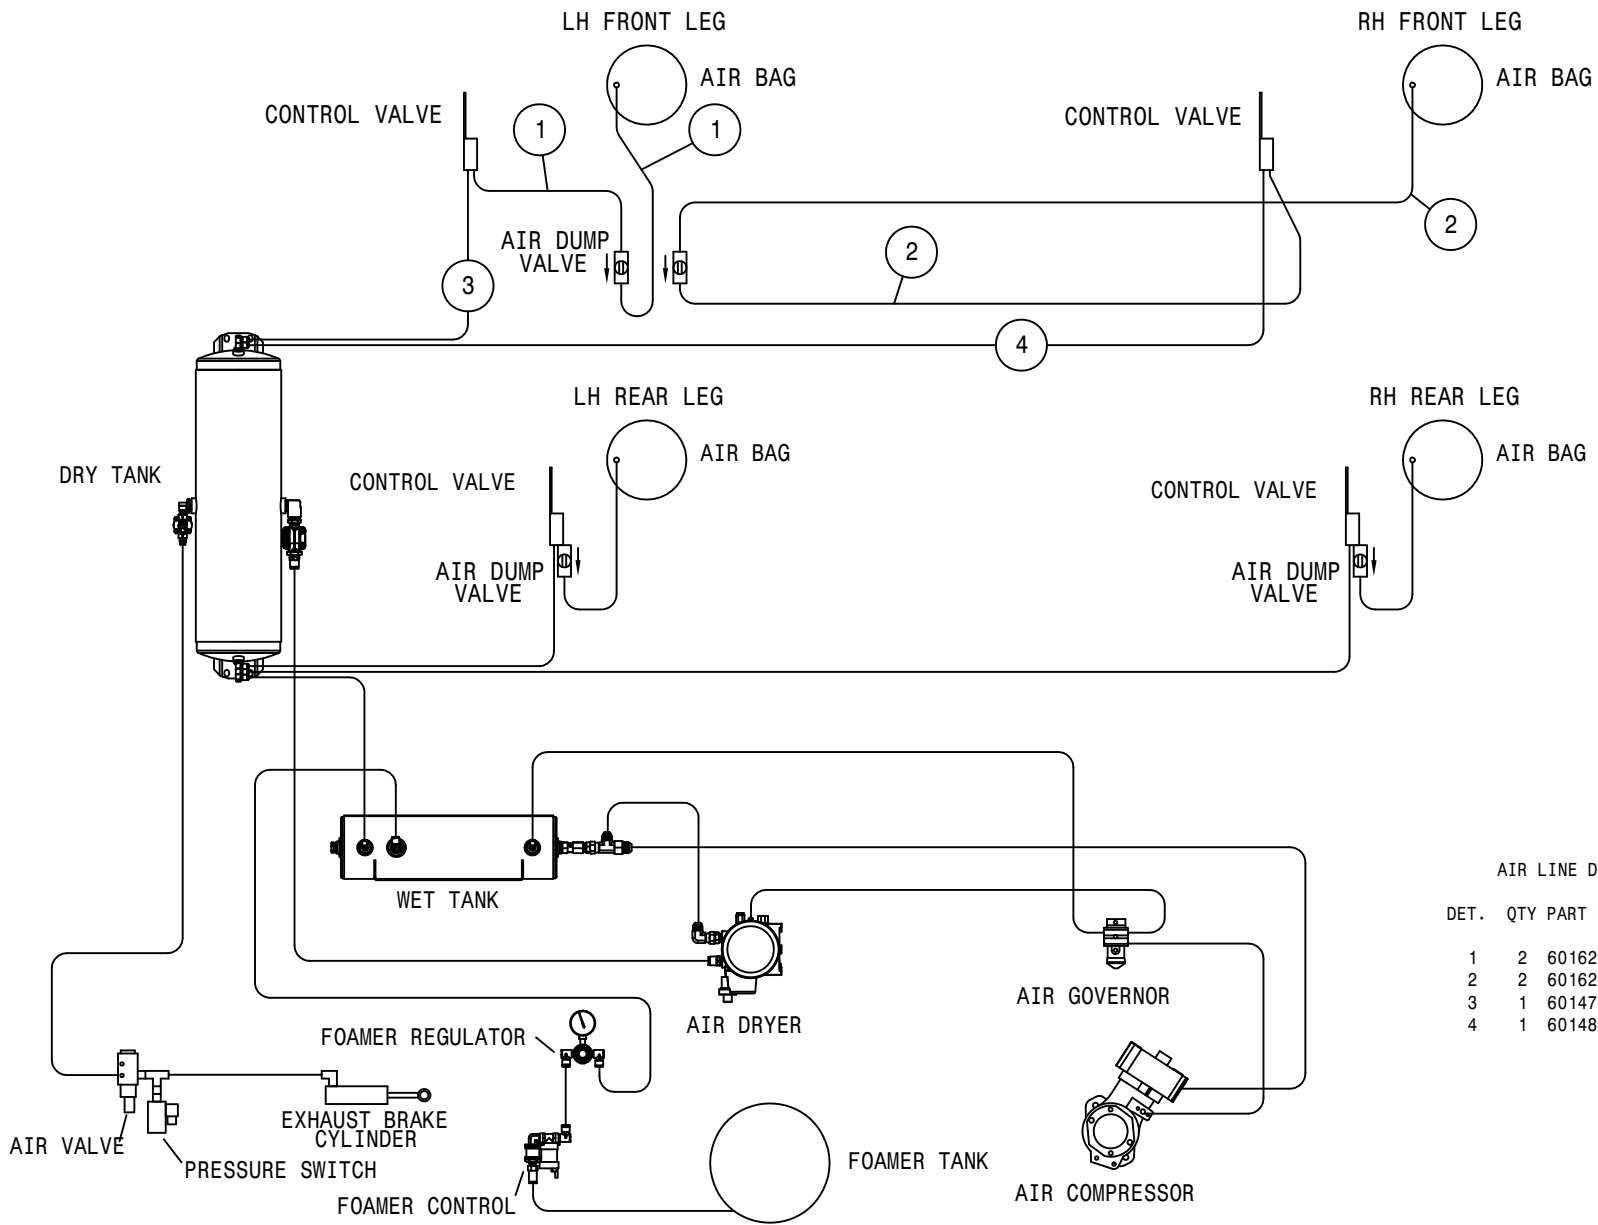 LH FRONT LEG
RH FRONT LEG
AIR BAG
AIR BAG
CONTROL VALVE
CONTROL VALVE
1
1
2
AIR DUMP
VALVE
2
3
4
LH REAR LEG
RH REAR LEG
AIR BAG
AIR BAG
DRY TANK
CONTROL VALVE
CONTROL VALVE
AIR DUMP
VALVE
AIR DUMP
VALVE
WET TANK
AIR LINE D
DET. QTY PART
1 2 60162
2 2 60162
3 1 60147
4 1 60148
AIR GOVERNOR
AIR DRYER
FOAMER REGULATOR
EXHAUST BRAKE
CYLINDER
AIR VALVE
PRESSURE SWITCH
FOAMER TANK
FOAMER CONTROL
AIR COMPRESSOR